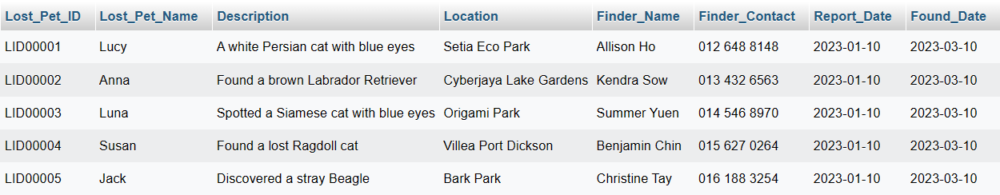 Lost_Pet_ID Lost_Pet_Name Description Location Finder_Name Finder_Contact Report_Date Found_Date
LID00001 Lucy A white Persian cat with blue eyes Setia Eco Park Allison Ho 012 648 8148 2023-01-10 2023-03-10
LID00002 Anna Found a brown Labrador Retriever Cyberjaya Lake Gardens Kendra Sow 013 432 6563 2023-01-10 2023-03-10
LID00003 Luna Spotted a Siamese cat with blue eyes Origami Park Summer Yuen 014 546 8970 2023-01-10 2023-03-10
LID00004 Susan Found a lost Ragdoll cat Villea Port Dickson Benjamin Chin 015 627 0264 2023-01-10 2023-03-10
LID00005 Jack Discovered a stray Beagle Bark Park Christine Tay 016 188 3254 2023-01-10 2023-03-10